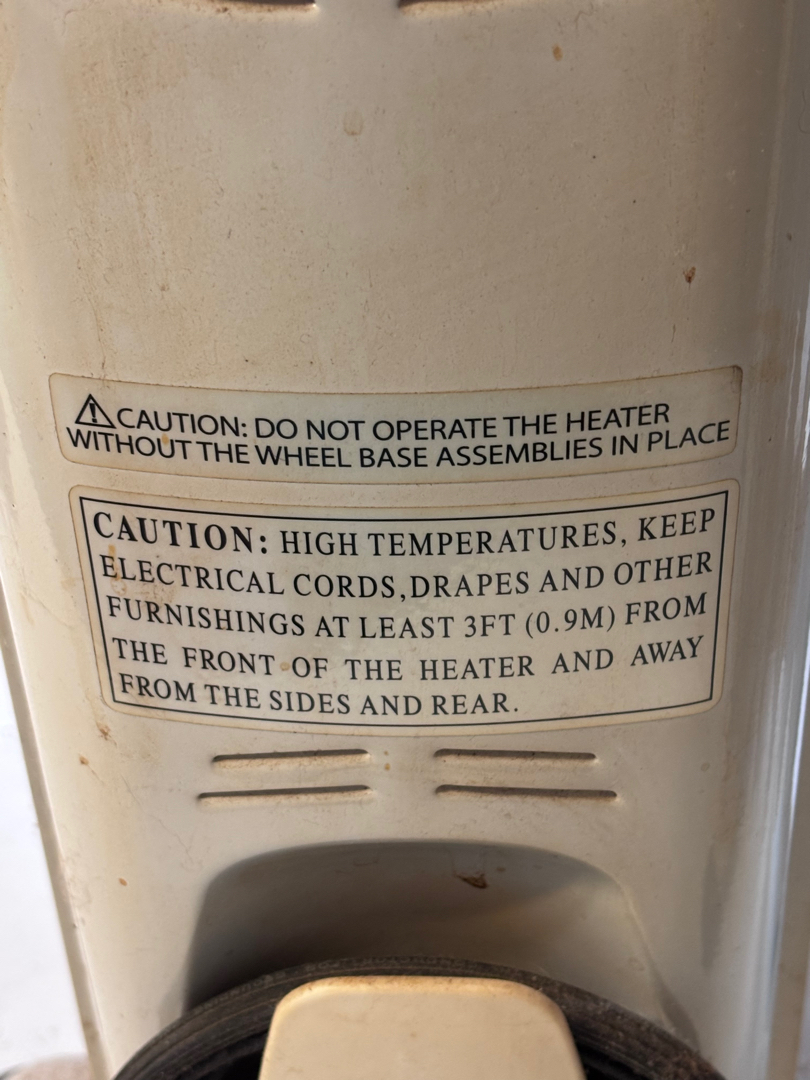 CAUTION: DO NOT OPERATE THE HEATER
WITHOUT THE WHEEL BASE ASSEMBLIES IN PLACE
CAUTION: HIGH TEMPERATURES, KEEP
ELECTRICAL CORDS,DRAPES AND OTHER
FURNISHINGS AT LEAST 3FT (0.9M) FROM
THE FRONT OF THE HEATER AND AWAY
FROM THE SIDES AND REAR.